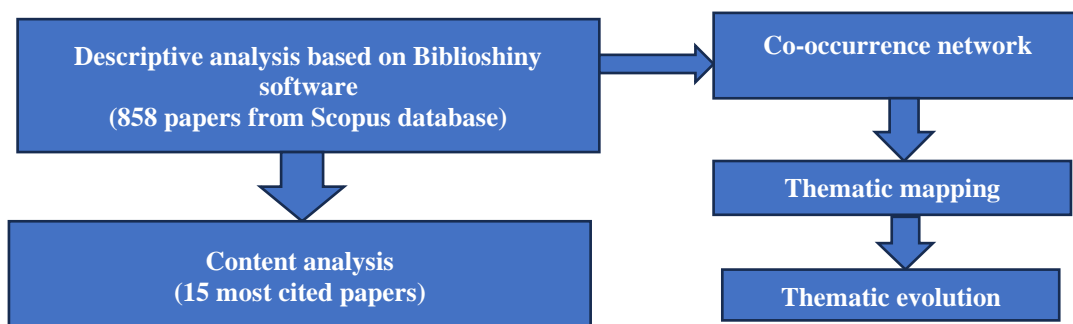 Descriptive analysis based on Biblioshiny
software
(858 papers from Scopus database)
Co-occurrence network
Thematic mapping
Content analysis
(15 most cited papers)
Thematic evolution